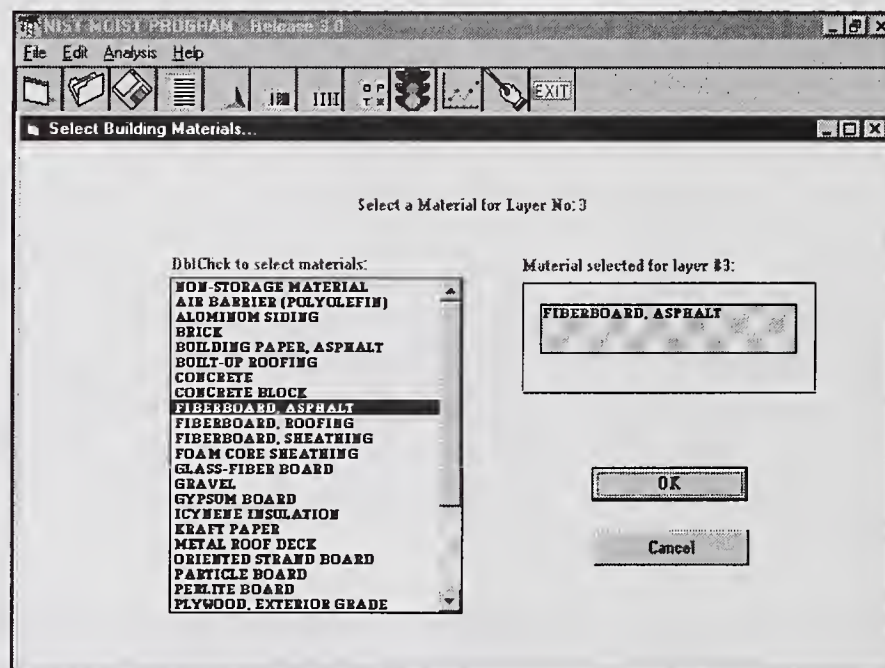 NIST MOIST PROGRAM - Release 3.0
File Edit Analysis Help
OP
EXIT
Select Building Materials...
Select a Material for Layer No: 3
DblClick to select materials:
NON-STORAGE MATERIAL
AIR BARRIER (POLYOLEFIN)
ALUMINUM SIDING
BRICK
BUILDING PAPER, ASPHALT
BUILT-UP ROOFING
CONCRETE
CONCRETE BLOCK
FIBERBOARD, ASPHALT
FIBERBOARD, ROOFING
FIBERBOARD, SHEATHING
FOAM CORE SHEATHING
GLASS-FIBER BOARD
GRAVEL
GYPSUM BOARD
ICYNENE INSULATION
KRAFT PAPER
METAL ROOF DECK
ORIENTED STRAND BOARD
PARTICLE BOARD
PERLITE BOARD
PLYWOOD, EXTERIOR GRADE
Material selected for layer #3:
FIBERBOARD, ASPHALT
OK
Cancel